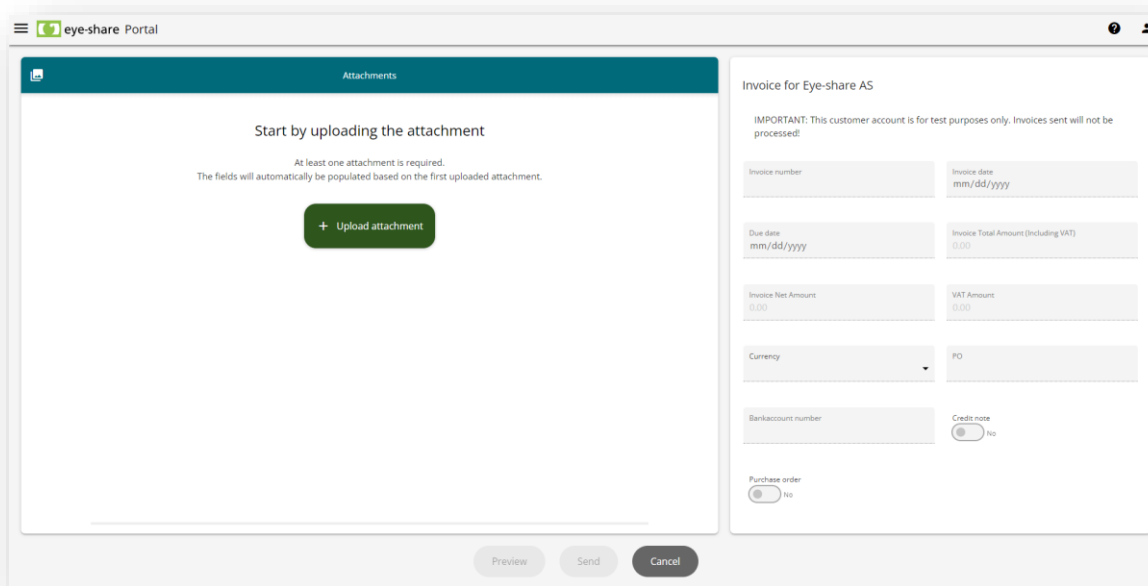 eye-share Portal
Attachments
Start by uploading the attachment
At least one attachment is required.
The fields will automatically be populated based on the first uploaded attachment.
+ Upload attachment
Invoice for Eye-share AS
IMPORTANT: This customer account is for test purposes only. Invoices sent will not be
processed!
Invoice number
Invoice date
mm/dd/yyyy
Due date
mm/dd/yyyy
Invoice Total Amount (Including VAT)
0.00
Invoice Net Amount
0.00
VAT Amount
0.00
Currency
PO
Bankaccount number
Credit note
No
Purchase order
No
Preview
Send
Cancel